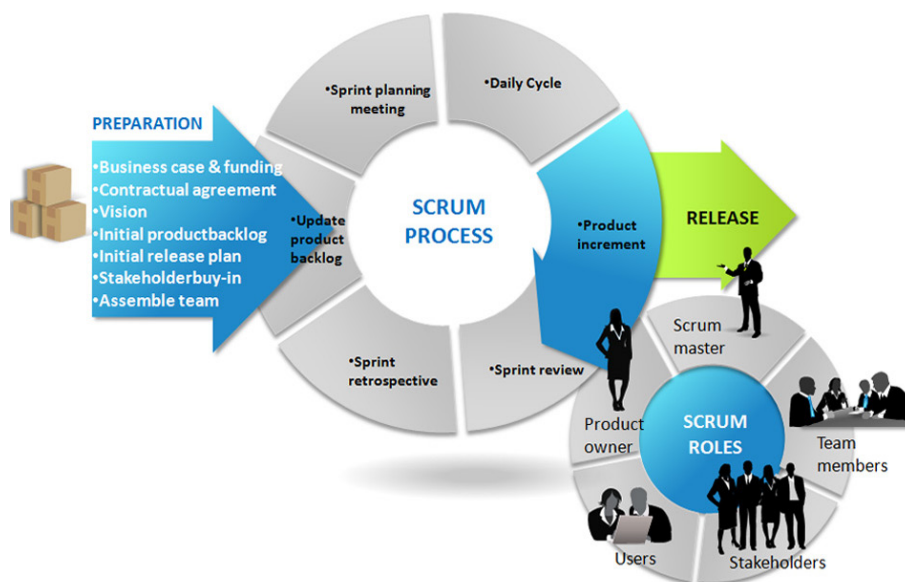 PREPARATION
•Business case & funding
•Contractual agreement
•Vision
•Initial productbacklog
•Initial release plan
•Stakeholderbuy-in
•Assemble team
•Sprint planning
meeting
•Daily Cycle
•Update
product
backlog
SCRUM
PROCESS
•Product
increment
RELEASE
•Sprint
retrospective
•Sprint review
Scrum
master
Product
owner
SCRUM
ROLES
Team
members
Users
Stakeholders